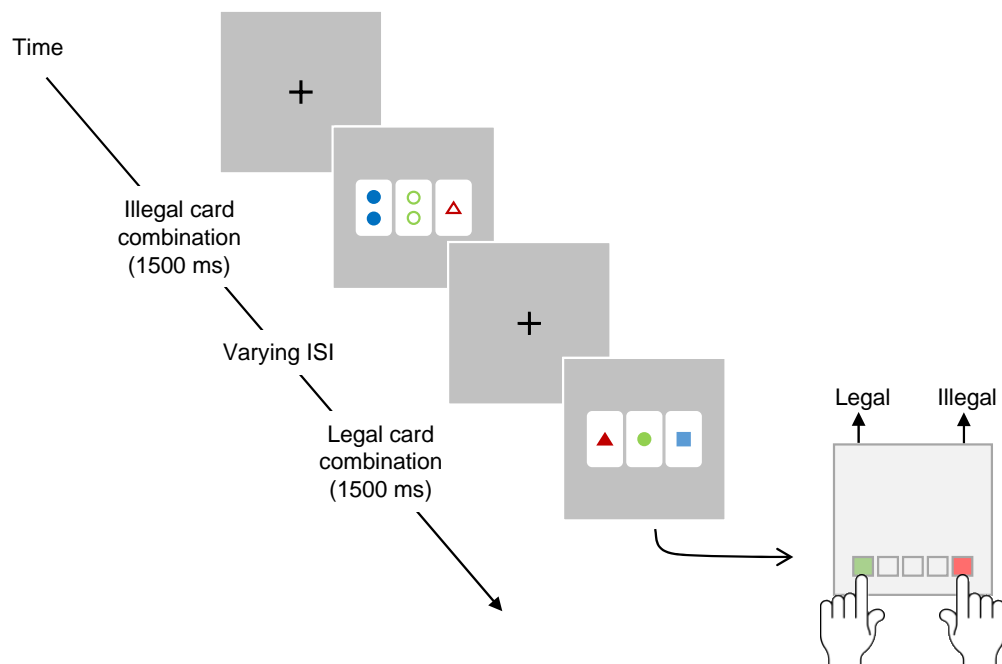 Time
Illegal card
combination
(1500 ms)
Varying ISI
Legal card
combination
(1500 ms)
Legal
Illegal